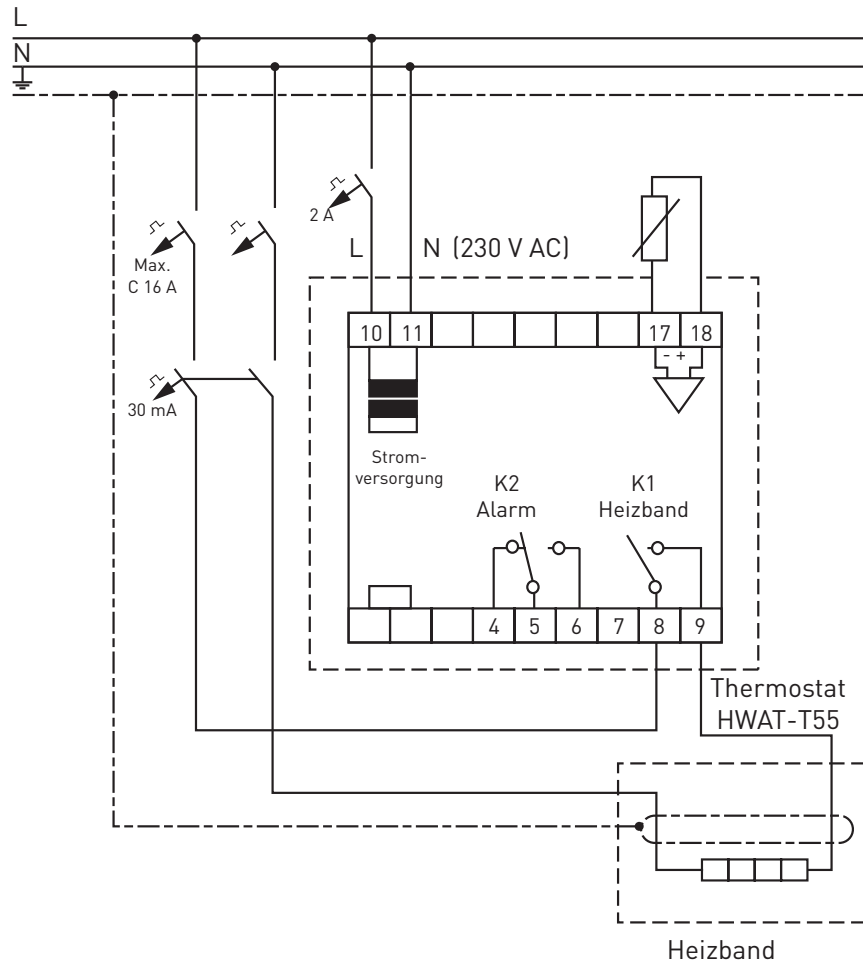 L
N
2 A
L
N (230 V AC)
Max.
C 16 A
10
11
17
18
- +
30 mA
Strom-
versorgung
K2
Alarm
K1
Heizband
4
5
6
7
8
9
Thermostat
HWAT-T55
Heizband